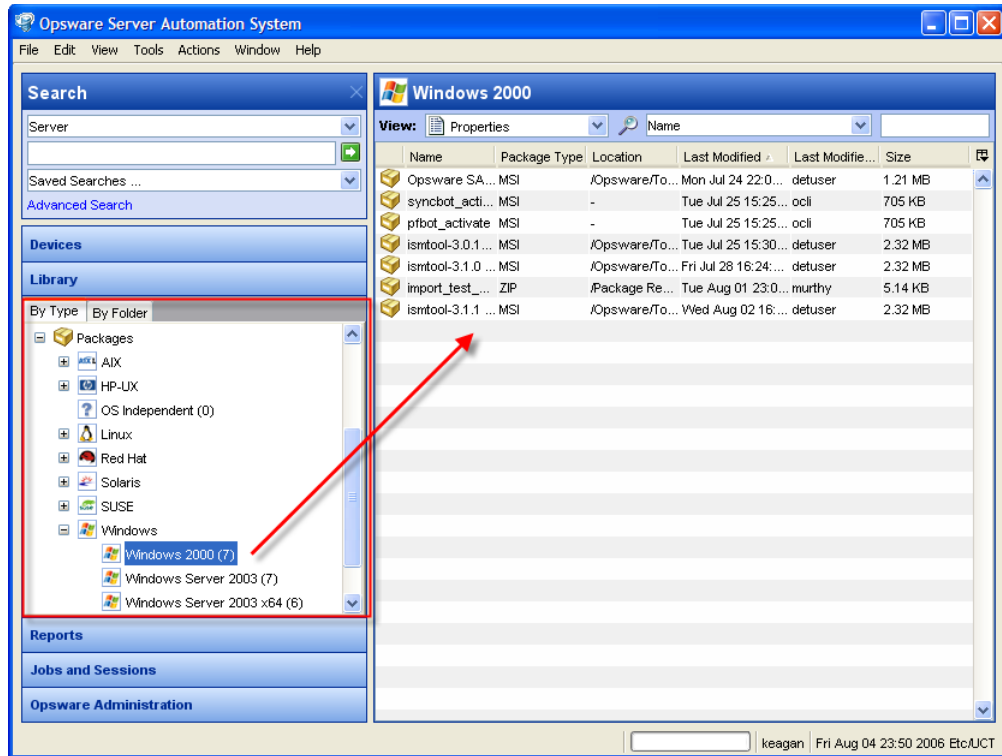 Opsware Server Automation System
File Edit View Tools Actions Window Help
Search
Server
Saved Searches ...
Advanced Search
Devices
Library
By Type By Folder
Packages
AIX
HP-UX
OS Independent (0)
Linux
Red Hat
Solaris
SUSE
Windows
Windows 2000 (7)
Windows Server 2003 (7)
Windows Server 2003 x64 (6)
Reports
Jobs and Sessions
Opsware Administration
Windows 2000
View: Properties Name
Name Package Type Location Last Modified Last Modifie... Size
Opsware SA... MSI /Opsware/To... Mon Jul 24 22:0... detuser 1.21 MB
syncbot_acti... MSI - Tue Jul 25 15:25... ocli 705 KB
pfbot_activate MSI - Tue Jul 25 15:25... ocli 705 KB
ismtool-3.0.1... MSI /Opsware/To... Tue Jul 25 15:30... detuser 2.32 MB
ismtool-3.1.0 ... MSI /Opsware/To... Fri Jul 28 16:24:... detuser 2.32 MB
import_test_... ZIP /Package Re... Tue Aug 01 23:0... murthy 5.14 KB
ismtool-3.1.1 ... MSI /Opsware/To... Wed Aug 02 16:... detuser 2.32 MB
keagan Fri Aug 04 23:50 2006 Etc/UCT